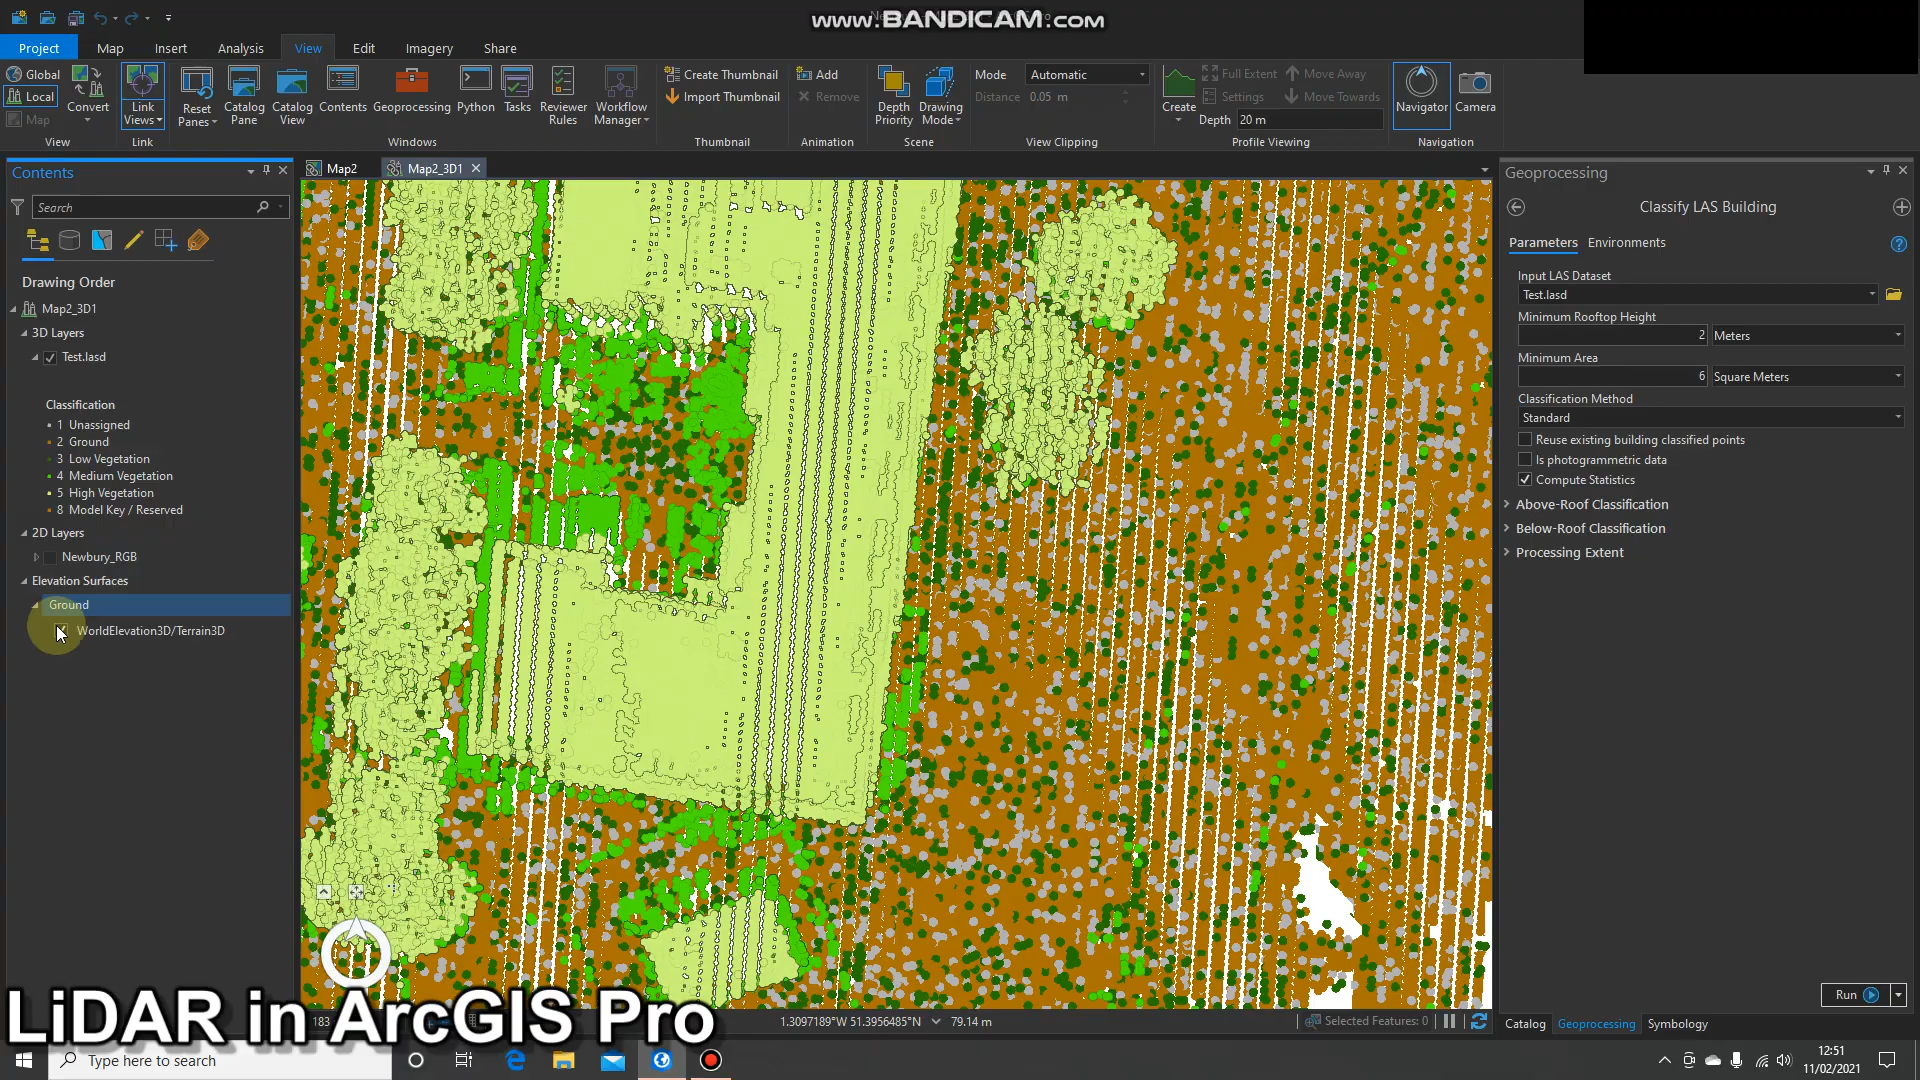 www.BANDICAM.com
Project
Map
Insert
Analysis
View
Edit
Imagery
Share
Global
Local
Map
Convert
View
Link Views
Link
Reset Panes
Catalog Pane
Catalog View
Contents
Geoprocessing
Python
Tasks
Reviewer Rules
Workflow Manager
Windows
Create Thumbnail
Import Thumbnail
Thumbnail
Add
Remove
Animation
Depth Priority
Drawing Mode
Scene
Mode Automatic
Distance 0.05 m
View Clipping
Create
Full Extent
Move Away
Settings
Move Towards
Depth 20 m
Profile Viewing
Navigator
Camera
Navigation
Contents
Search
Drawing Order
Map2_3D1
3D Layers
Test.lasd
Classification
1 Unassigned
2 Ground
3 Low Vegetation
4 Medium Vegetation
5 High Vegetation
8 Model Key / Reserved
2D Layers
Newbury_RGB
Elevation Surfaces
Ground
WorldElevation3D/Terrain3D
Map2
Map2_3D1
183
1.3097189°W 51.3956485°N
79.14 m
Selected Features: 0
Geoprocessing
Classify LAS Building
Parameters
Environments
Input LAS Dataset
Test.lasd
Minimum Rooftop Height
2 Meters
Minimum Area
6 Square Meters
Classification Method
Standard
Reuse existing building classified points
Is photogrammetric data
Compute Statistics
Above-Roof Classification
Below-Roof Classification
Processing Extent
Run
Catalog
Geoprocessing
Symbology
LiDAR in ArcGIS Pro
Type here to search
12:51
11/02/2021